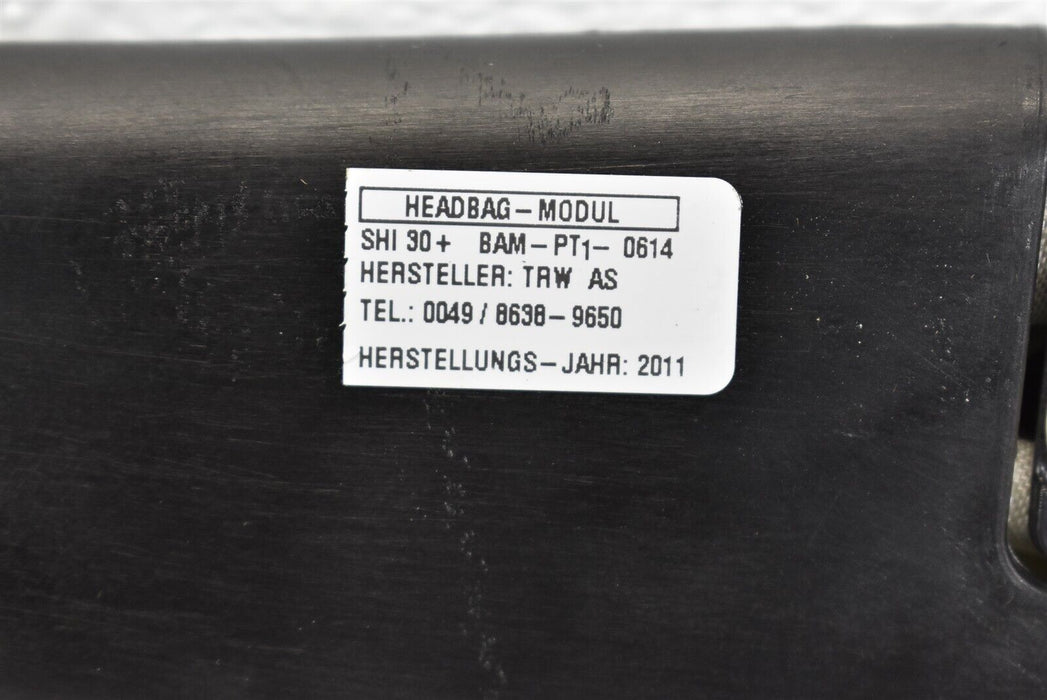 HEADBAG-MODUL
SHI 30+ BAM-PT1- 0614
HERSTELLER: TRW AS
TEL.: 0049 / 8638-9650
HERSTELLUNGS-JAHR: 2011